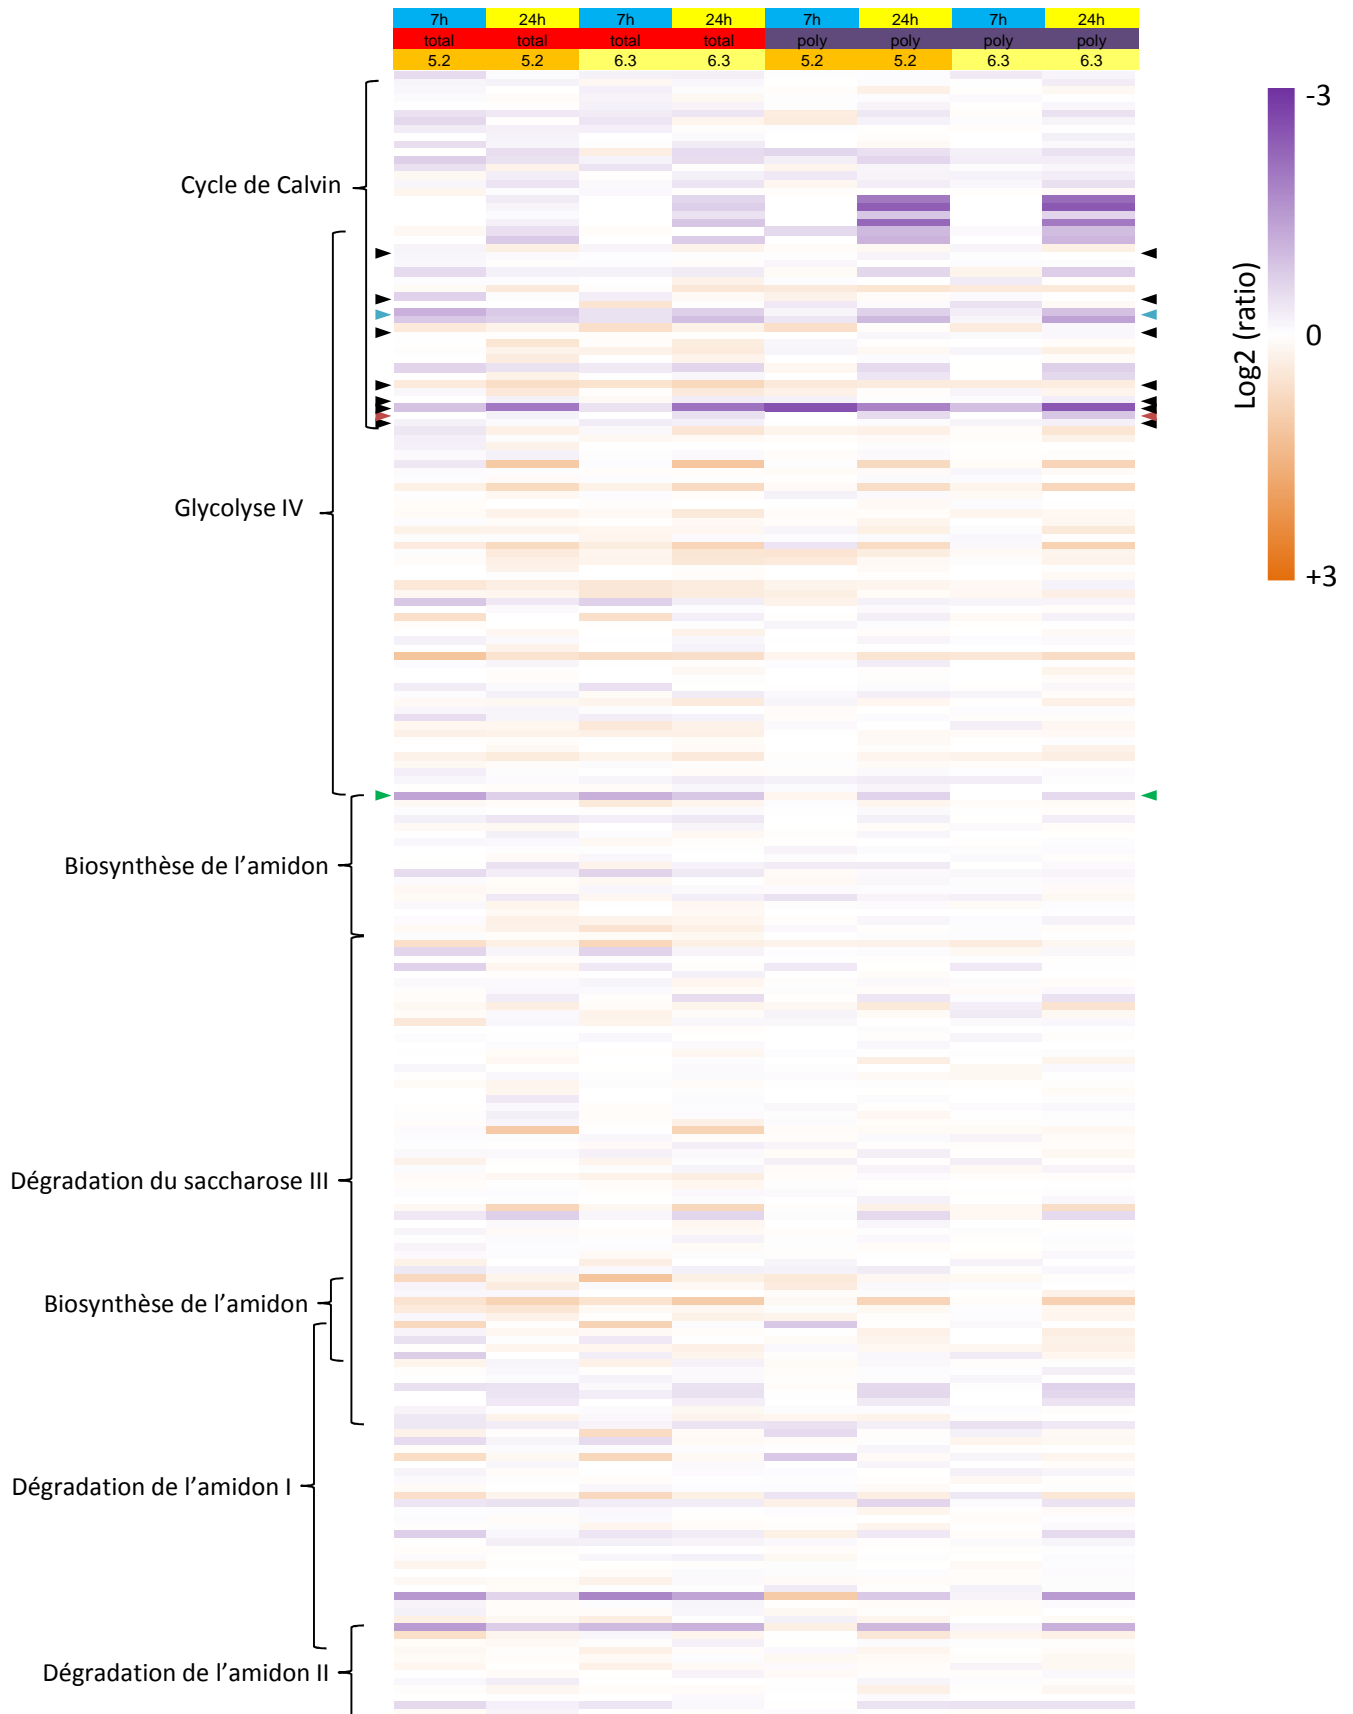 7h 24h 7h 24h 7h 24h 7h 24h
total total total total poly poly poly poly
5.2 5.2 6.3 6.3 5.2 5.2 6.3 6.3
-3
0
+3
Log2 (ratio)
Cycle de Calvin
Glycolyse IV
Biosynthèse de l’amidon
Dégradation du saccharose III
Biosynthèse de l’amidon
Dégradation de l’amidon I
Dégradation de l’amidon II